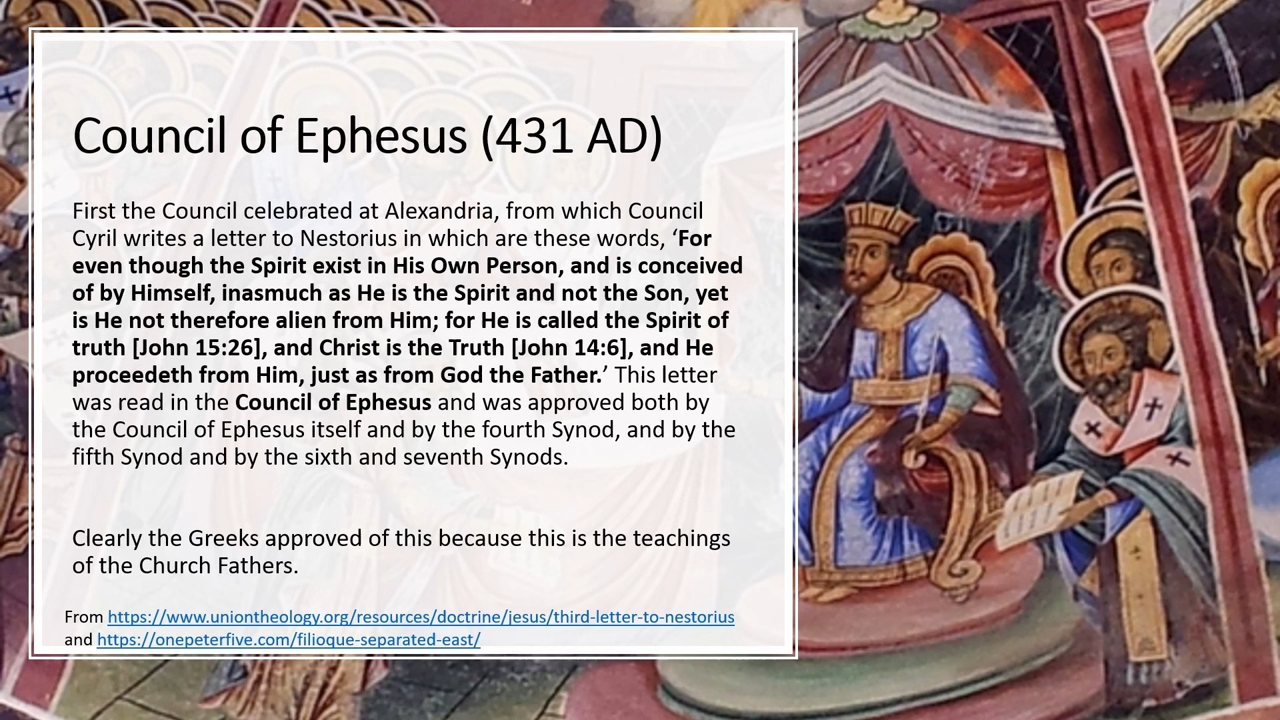 Council of Ephesus (431 AD)
First the Council celebrated at Alexandria, from which Council
Cyril writes a letter to Nestorius in which are these words, ‘For
even though the Spirit exist in His Own Person, and is conceived
of by Himself, inasmuch as He is the Spirit and not the Son, yet
is He not therefore alien from Him; for He is called the Spirit of
truth [John 15:26], and Christ is the Truth [John 14:6], and He
proceedeth from Him, just as from God the Father.’ This letter
was read in the Council of Ephesus and was approved both by
the Council of Ephesus itself and by the fourth Synod, and by the
fifth Synod and by the sixth and seventh Synods.
Clearly the Greeks approved of this because this is the teachings
of the Church Fathers.
From https://www.uniontheology.org/resources/doctrine/jesus/third-letter-to-nestorius
and https://onepeterfive.com/filioque-separated-east/